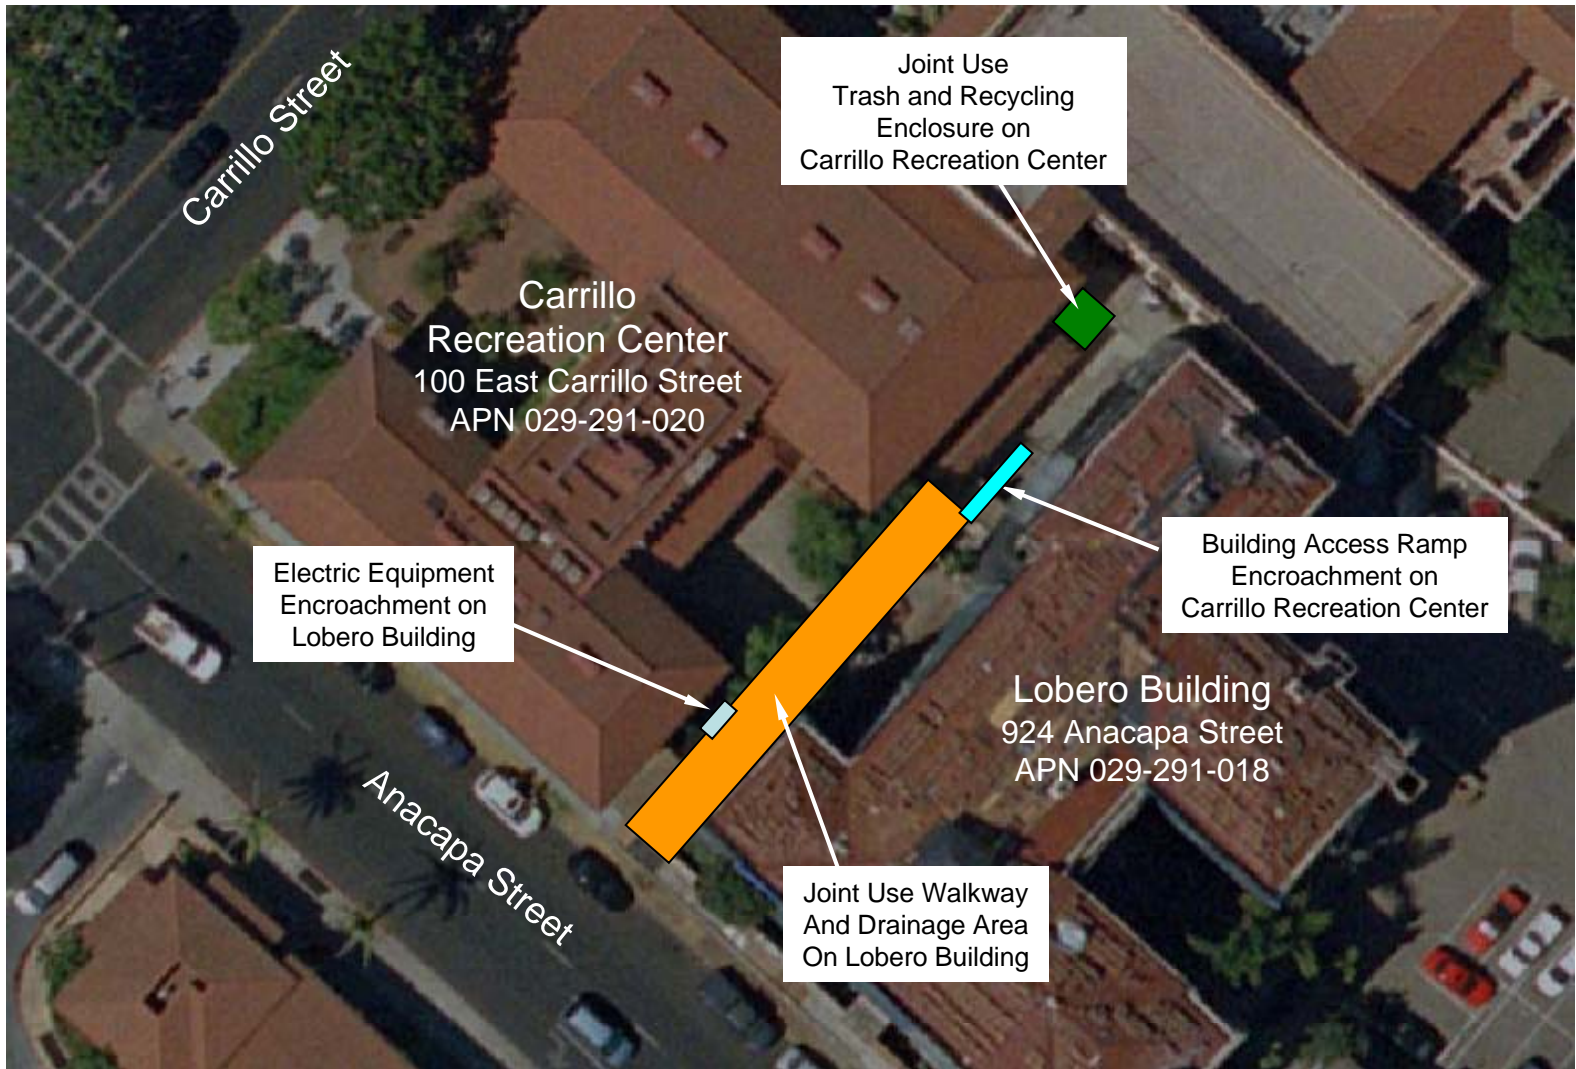 Joint Use
Trash and Recycling
Enclosure on
Carrillo Recreation Center
Carrillo Street
Carrillo
Recreation Center
100 East Carrillo Street
APN 029-291-020
Electric Equipment
Encroachment on
Lobero Building
Building Access Ramp
Encroachment on
Carrillo Recreation Center
Lobero Building
924 Anacapa Street
APN 029-291-018
Anacapa Street
Joint Use Walkway
And Drainage Area
On Lobero Building